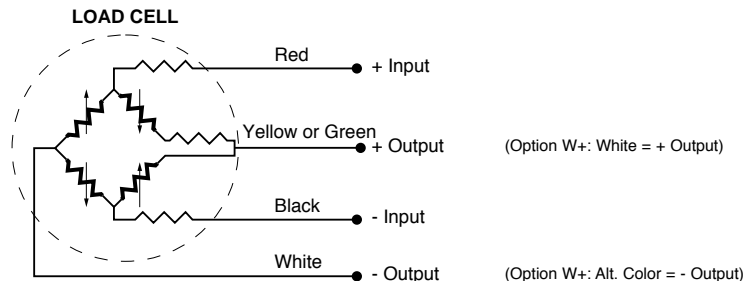 LOAD CELL
Red
+ Input
Yellow or Green
+ Output (Option W+: White = + Output)
Black
- Input
White
- Output (Option W+: Alt. Color = - Output)